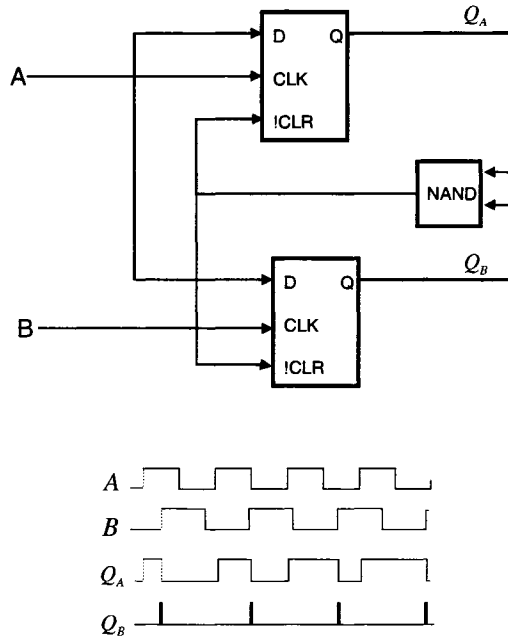 Q_A
D Q
A
CLK
!CLR
NAND
Q_B
D Q
B
CLK
!CLR
A
B
Q_A
Q_B